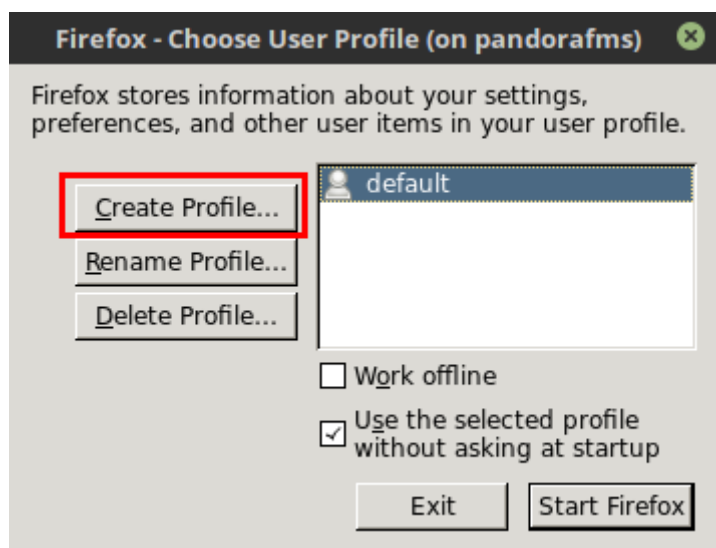 Firefox - Choose User Profile (on pandorafms)
Firefox stores information about your settings,
preferences, and other user items in your user profile.
Create Profile...
Rename Profile...
Delete Profile...
default
Work offline
Use the selected profile
without asking at startup
Exit
Start Firefox